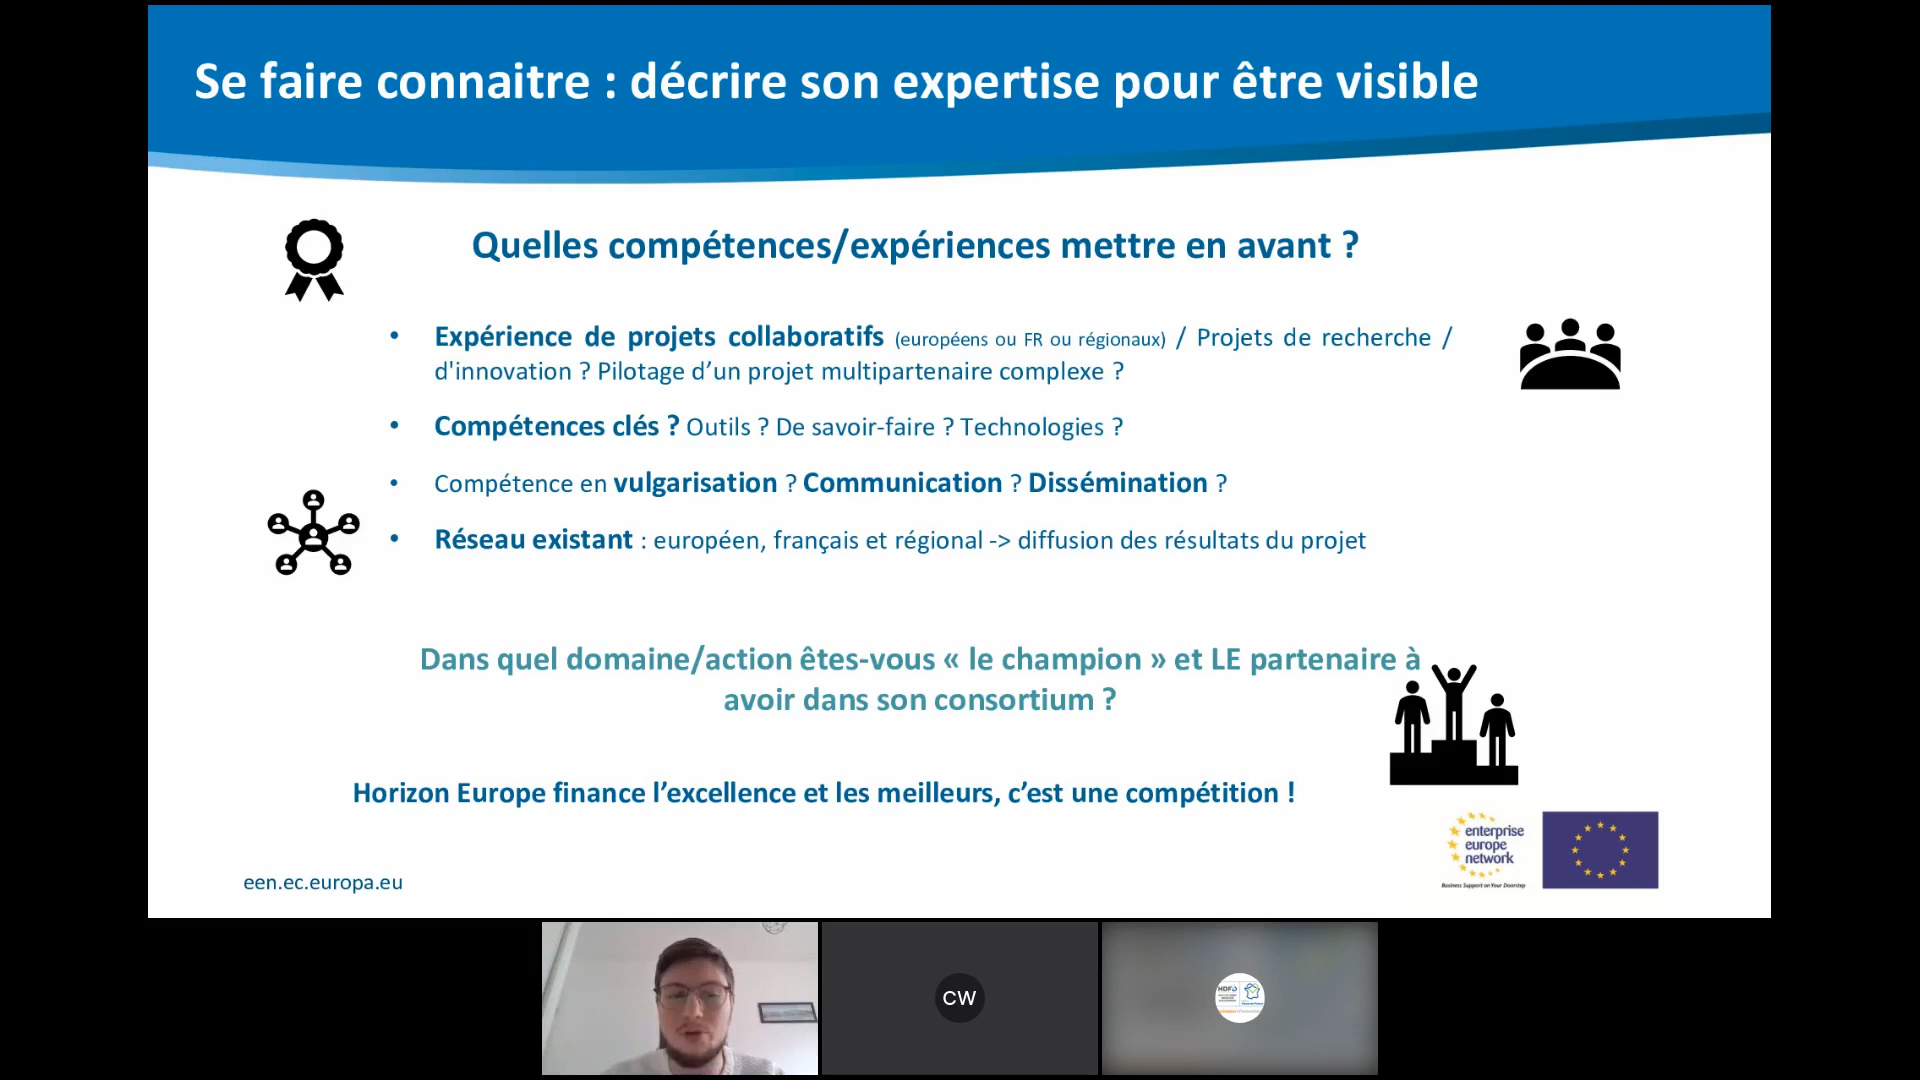 Se faire connaitre : décrire son expertise pour être visible
Quelles compétences/expériences mettre en avant ?
• Expérience de projets collaboratifs (européens ou FR ou régionaux) / Projets de recherche /
d'innovation ? Pilotage d’un projet multipartenaire complexe ?
• Compétences clés ? Outils ? De savoir-faire ? Technologies ?
• Compétence en vulgarisation ? Communication ? Dissémination ?
• Réseau existant : européen, français et régional -> diffusion des résultats du projet
Dans quel domaine/action êtes-vous « le champion » et LE partenaire à
avoir dans son consortium ?
Horizon Europe finance l’excellence et les meilleurs, c’est une compétition !
enterprise
europe
network
Business Support on Your Doorstep
een.ec.europa.eu
CW
HDF